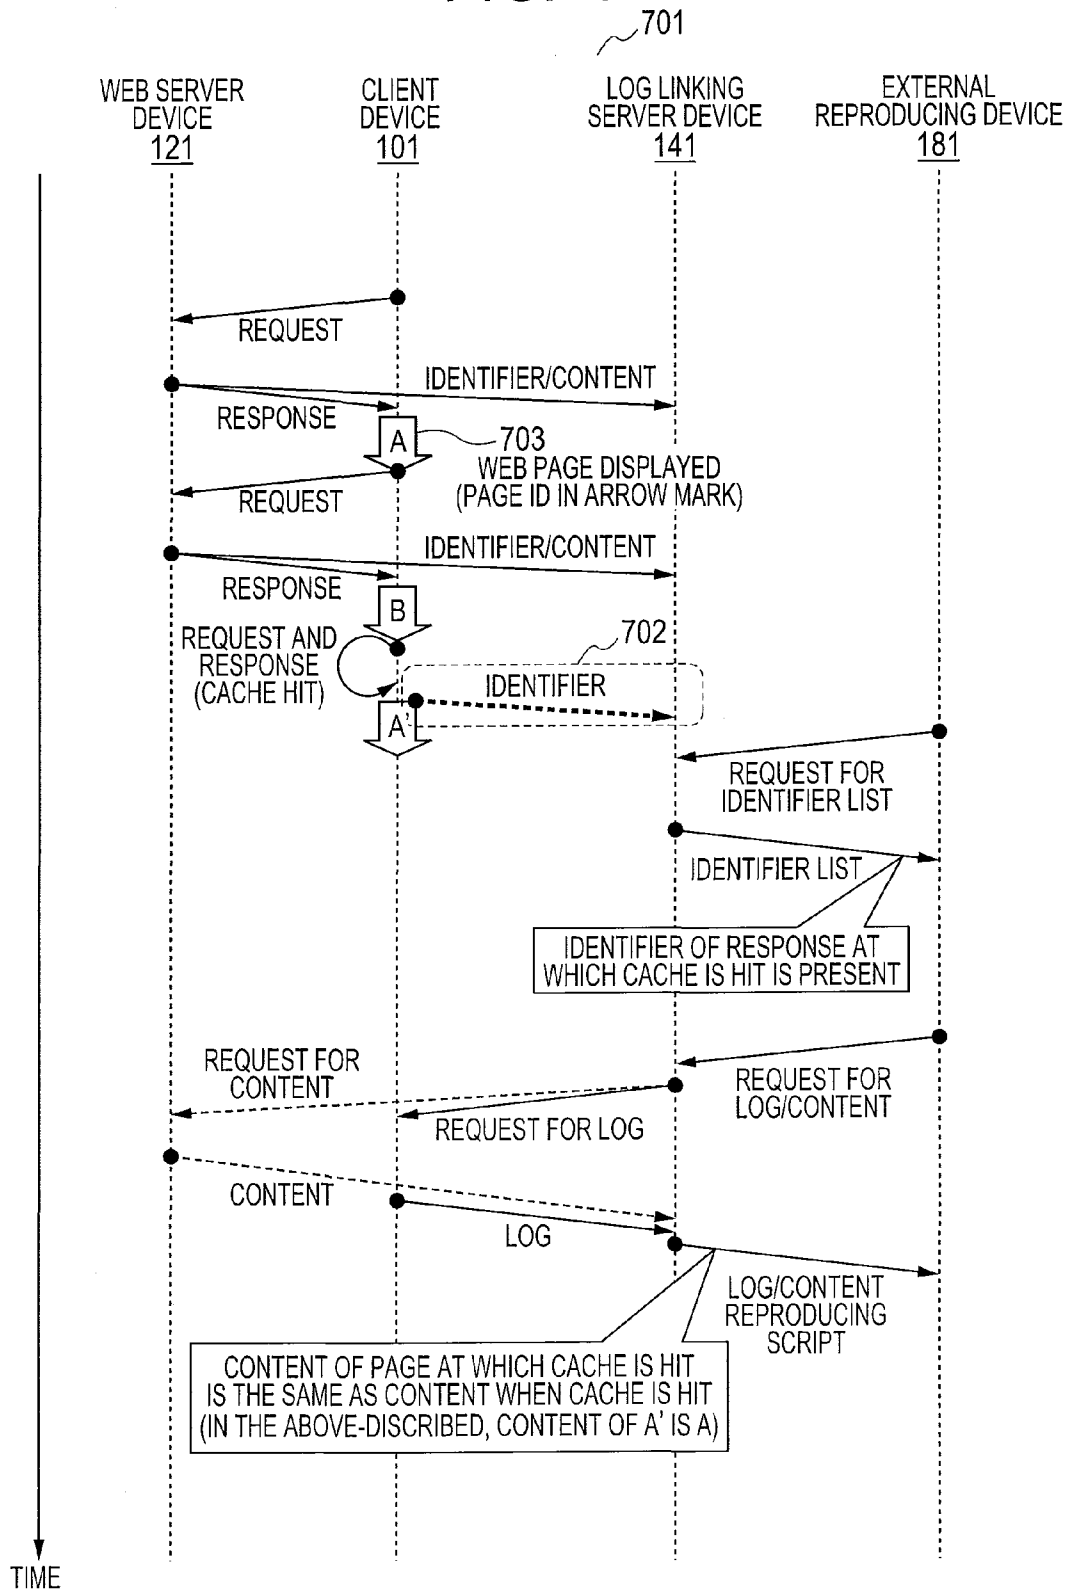 701
WEB SERVER
DEVICE
121
CLIENT
DEVICE
101
LOG LINKING
SERVER DEVICE
141
EXTERNAL
REPRODUCING DEVICE
181
REQUEST
IDENTIFIER/CONTENT
RESPONSE
A
703
WEB PAGE DISPLAYED
(PAGE ID IN ARROW MARK)
REQUEST
IDENTIFIER/CONTENT
RESPONSE
B
REQUEST AND
RESPONSE
(CACHE HIT)
702
IDENTIFIER
A'
REQUEST FOR
IDENTIFIER LIST
IDENTIFIER LIST
IDENTIFIER OF RESPONSE AT
WHICH CACHE IS HIT IS PRESENT
REQUEST FOR
CONTENT
REQUEST FOR LOG
REQUEST FOR
LOG/CONTENT
CONTENT
LOG
LOG/CONTENT
REPRODUCING
SCRIPT
CONTENT OF PAGE AT WHICH CACHE IS HIT
IS THE SAME AS CONTENT WHEN CACHE IS HIT
(IN THE ABOVE-DISCRIBED, CONTENT OF A' IS A)
TIME